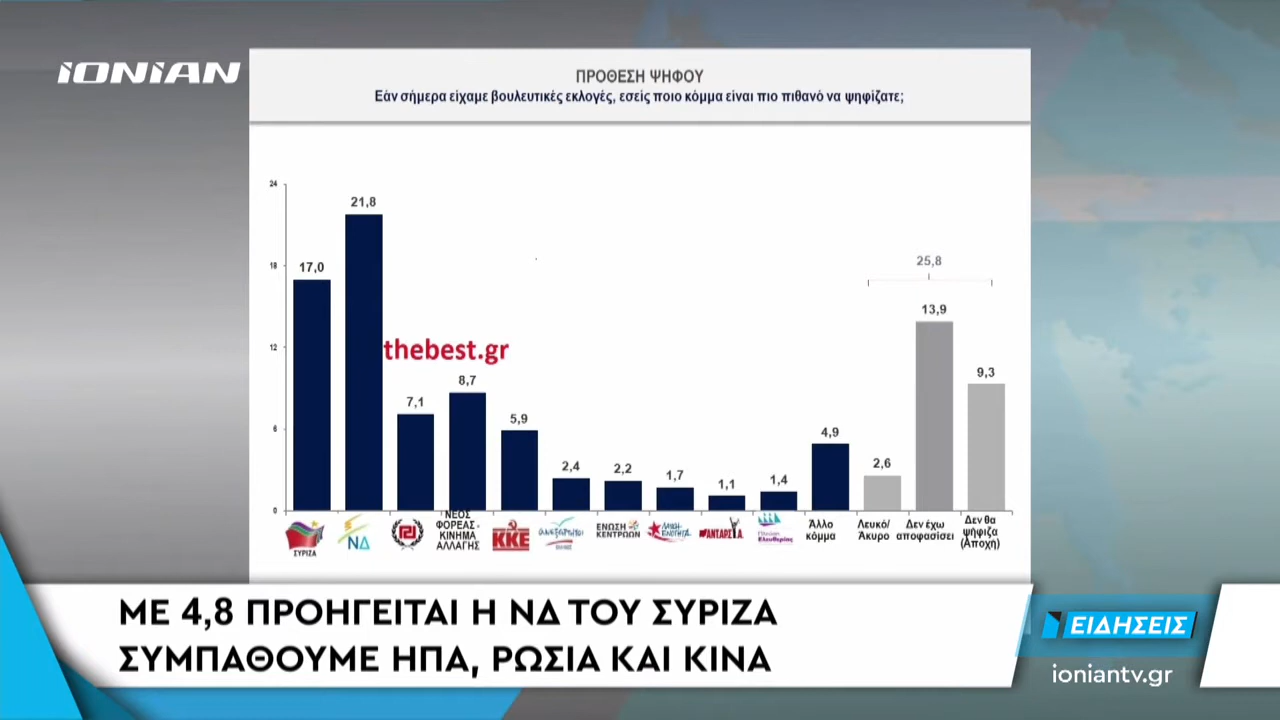 IONIAN
ΠΡΟΘΕΣΗ ΨΗΦΟΥ
Εάν σήμερα είχαμε βουλευτικές εκλογές, εσείς ποιο κόμμα είναι πιο πιθανό να ψηφίζατε;
24
18
12
6
0
17,0
21,8
7,1
8,7
5,9
2,4
2,2
1,7
1,1
1,4
4,9
2,6
13,9
9,3
25,8
thebest.gr
ΣΥΡΙΖΑ
ΝΔ
ΝΕΟΣ
ΦΟΡΕΑΣ -
ΚΙΝΗΜΑ
ΑΛΛΑΓΗΣ
ΚΚΕ
ΕΝΩΣΗ
ΚΕΝΤΡΩΩΝ
ΑΝΤΑΡΣΥΑ
Ελευθερίας
Άλλο
κόμμα
Λευκό/
Άκυρο
Δεν έχω
αποφασίσει
Δεν θα
ψήφιζα
(Αποχή)
ΜΕ 4,8 ΠΡΟΗΓΕΙΤΑΙ Η ΝΔ ΤΟΥ ΣΥΡΙΖΑ
ΣΥΜΠΑΘΟΥΜΕ ΗΠΑ, ΡΩΣΙΑ ΚΑΙ ΚΙΝΑ
ΕΙΔΗΣΕΙΣ
ioniantv.gr